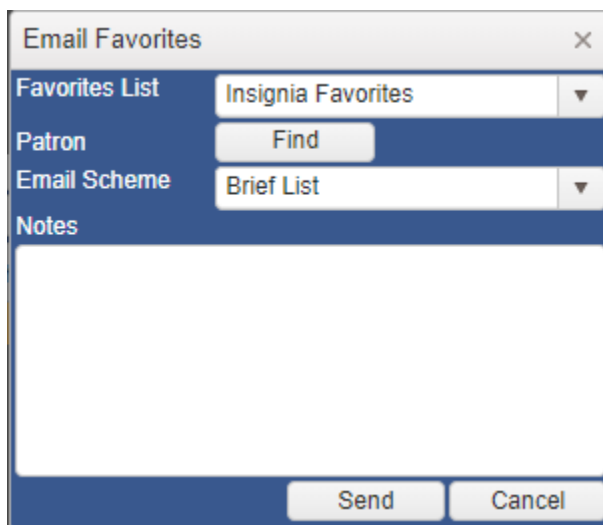 Email Favorites
Favorites List Insignia Favorites
Patron Find
Email Scheme Brief List
Notes
Send Cancel